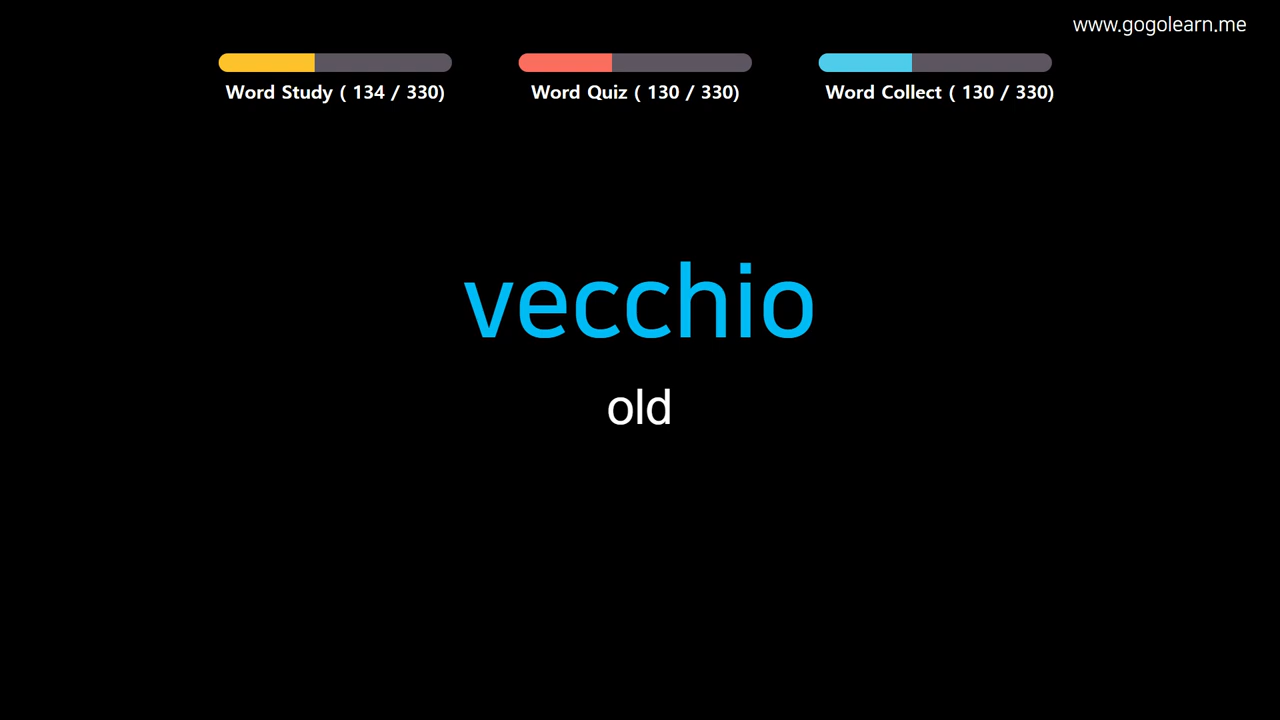 www.gogolearn.me
Word Study ( 134 / 330)
Word Quiz ( 130 / 330)
Word Collect ( 130 / 330)
vecchio
old